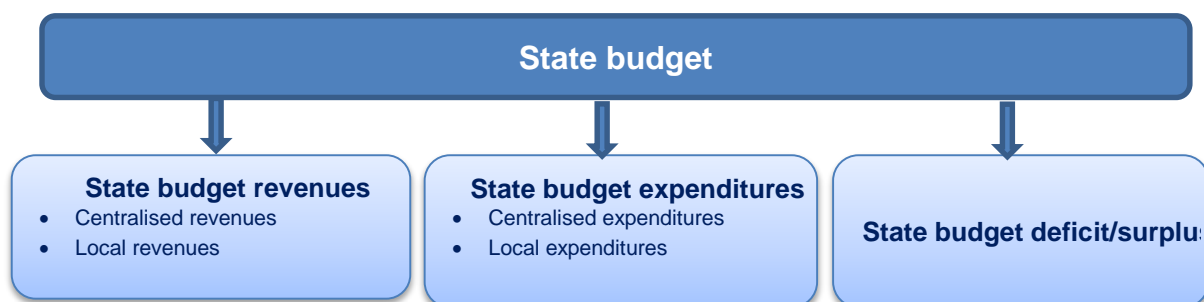 State budget
State budget revenues
• Centralised revenues
• Local revenues
State budget expenditures
• Centralised expenditures
• Local expenditures
State budget deficit/surplus